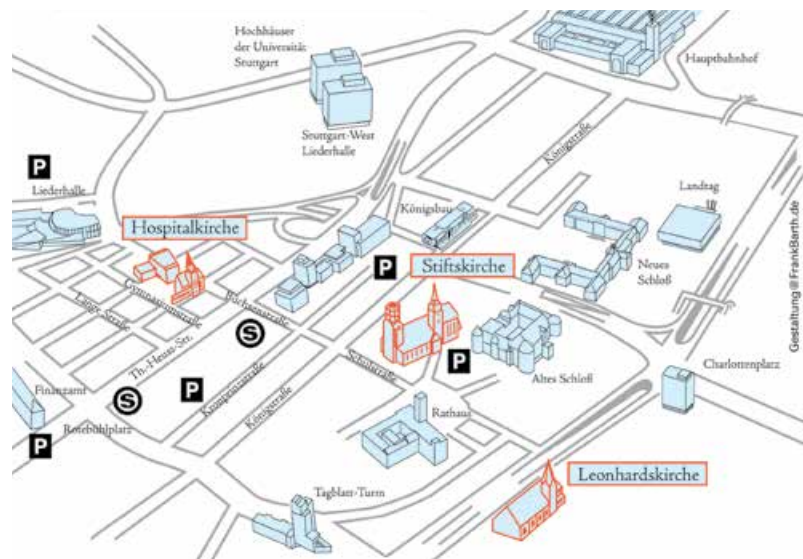 Hochhäuser
der Universität
Stuttgart
Hauptbahnhof
Stuttgart-West
Liederhalle
Königstraße
P
Liederhalle
Landtag
Königsbau
Hospitalkirche
Neues
Schloß
P
Stiftskirche
Gymnasiumstraße
Büchsenstraße
Lange Straße
S
Th.-Heuss-Str.
Schulstraße
P
Altes Schloß
Charlottenplatz
Finanzamt
S
P
Kronprinzstraße
Königstraße
Rathaus
Rotebühlplatz
P
Tagblatt-Turm
Leonhardskirche
Gestaltung@FrankBarth.de